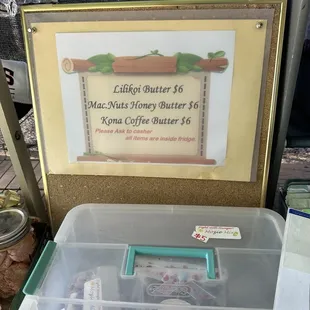 Lilikoi Butter $6
Mac.Nuts Honey Butter $6
Kona Coffee Butter $6
Please Ask to casher
all items are inside fridge.